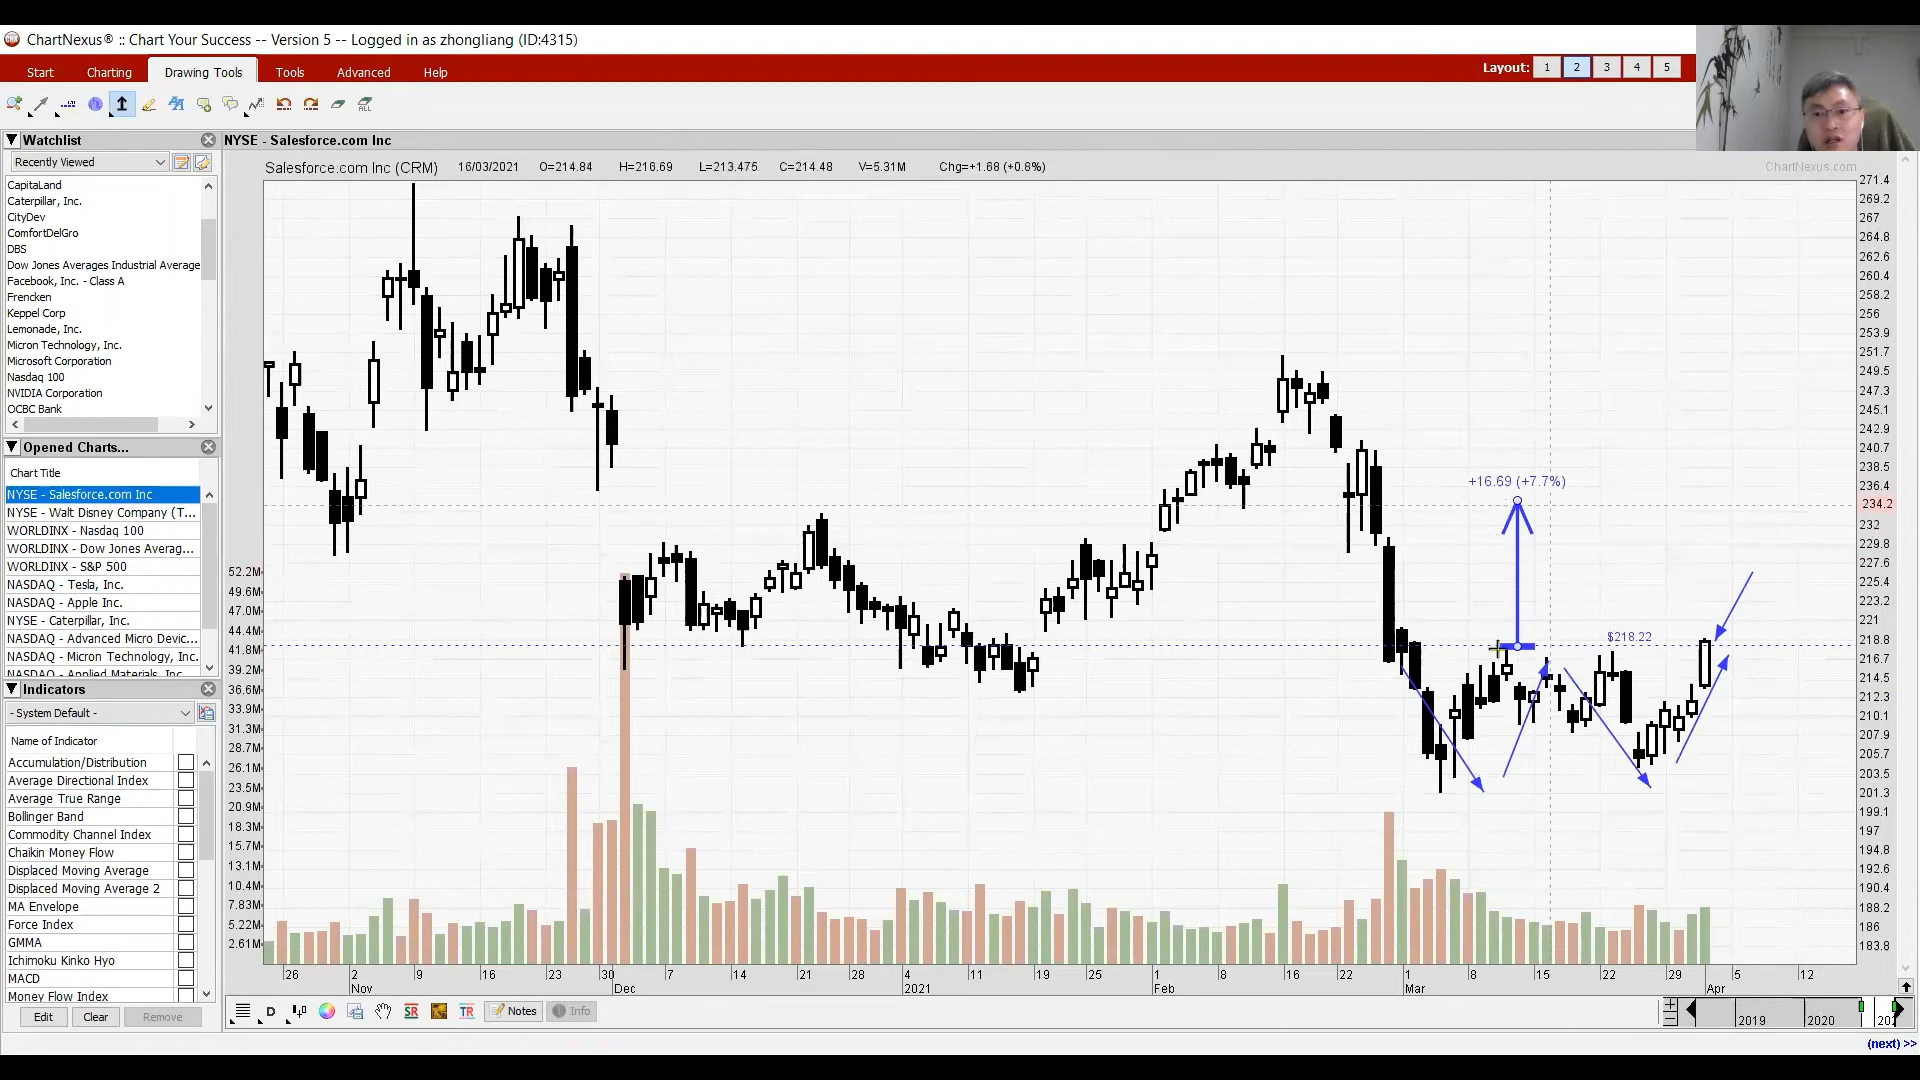 ChartNexus® :: Chart Your Success -- Version 5 -- Logged in as zhongliang (ID:4315)
Start Charting Drawing Tools Tools Advanced Help
Layout: 1 2 3 4 5
ALL
Watchlist
Recently Viewed
CapitaLand
Caterpillar, Inc.
CityDev
ComfortDelGro
DBS
Dow Jones Averages Industrial Average
Facebook, Inc. - Class A
Frencken
Keppel Corp
Lemonade, Inc.
Micron Technology, Inc.
Microsoft Corporation
Nasdaq 100
NVIDIA Corporation
OCBC Bank
Opened Charts...
Chart Title
NYSE - Salesforce.com Inc
NYSE - Walt Disney Company (T...
WORLDINX - Nasdaq 100
WORLDINX - Dow Jones Averag...
WORLDINX - S&P 500
NASDAQ - Tesla, Inc.
NASDAQ - Apple Inc.
NYSE - Caterpillar, Inc.
NASDAQ - Advanced Micro Devic...
NASDAQ - Micron Technology, Inc.
NASDAQ - Applied Materials, Inc.
Indicators
- System Default -
Name of Indicator
Accumulation/Distribution
Average Directional Index
Average True Range
Bollinger Band
Commodity Channel Index
Chaikin Money Flow
Displaced Moving Average
Displaced Moving Average 2
MA Envelope
Force Index
GMMA
Ichimoku Kinko Hyo
MACD
Money Flow Index
Edit Clear Remove
NYSE - Salesforce.com Inc
Salesforce.com Inc (CRM) 16/03/2021 O=214.84 H=216.69 L=213.475 C=214.48 V=5.31M Chg=+1.68 (+0.8%)
ChartNexus.com
+16.69 (+7.7%)
$218.22
52.2M
49.6M
47.0M
44.4M
41.8M
39.2M
36.6M
33.9M
31.3M
28.7M
26.1M
23.5M
20.9M
18.3M
15.7M
13.1M
10.4M
7.83M
5.22M
2.61M
271.4
269.2
267
264.8
262.6
260.4
258.2
256
253.9
251.7
249.5
247.3
245.1
242.9
240.7
238.5
236.4
234.2
232
229.8
227.6
225.4
223.2
221
218.8
216.7
214.5
212.3
210.1
207.9
205.7
203.5
201.3
199.1
197
194.8
192.6
190.4
188.2
186
183.8
26 2 9 16 23 30 7 14 21 28 4 11 19 25 1 8 16 22 1 8 15 22 29 5 12
Nov Dec 2021 Feb Mar Apr
D SR TR Notes Info
2019 2020 202
(next) >>